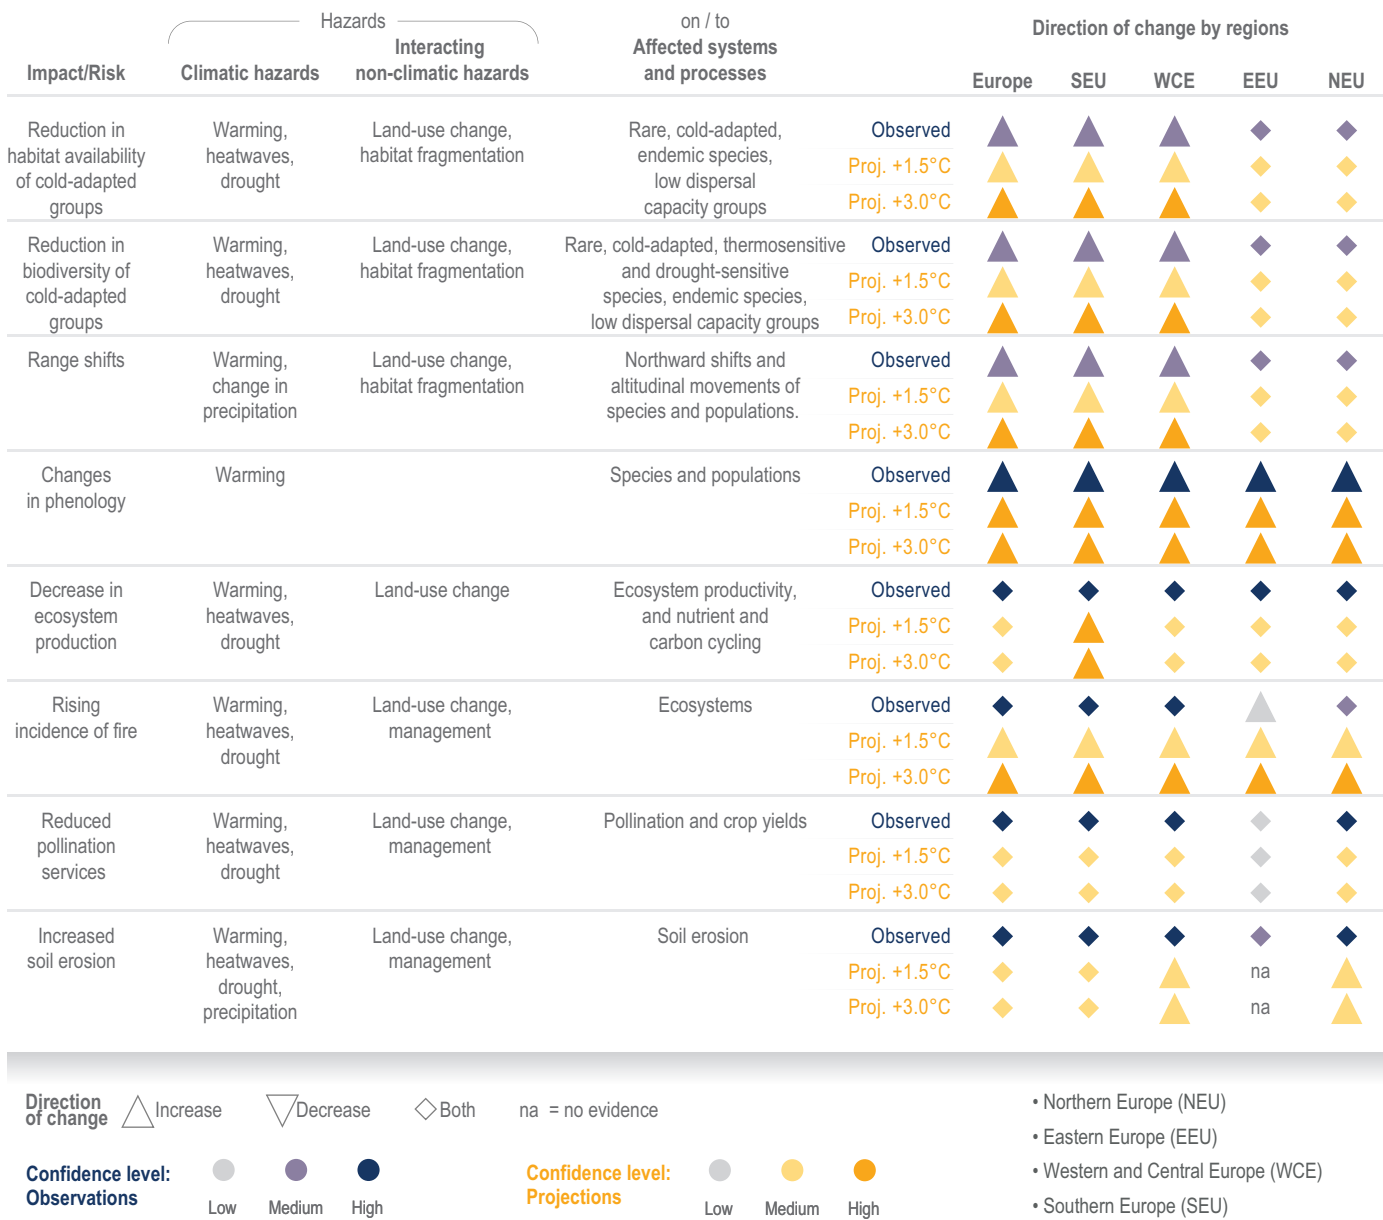 Hazards
on / to
Direction of change by regions
Impact/Risk
Climatic hazards
Interacting
non-climatic hazards
Affected systems
and processes
Europe SEU WCE EEU NEU
Reduction in
habitat availability
of cold-adapted
groups
Warming,
heatwaves,
drought
Land-use change,
habitat fragmentation
Rare, cold-adapted,
endemic species,
low dispersal
capacity groups
Observed
Proj. +1.5°C
Proj. +3.0°C
Reduction in
biodiversity of
cold-adapted
groups
Warming,
heatwaves,
drought
Land-use change,
habitat fragmentation
Rare, cold-adapted, thermosensitive
and drought-sensitive
species, endemic species,
low dispersal capacity groups
Observed
Proj. +1.5°C
Proj. +3.0°C
Range shifts
Warming,
change in
precipitation
Land-use change,
habitat fragmentation
Northward shifts and
altitudinal movements of
species and populations.
Observed
Proj. +1.5°C
Proj. +3.0°C
Changes
in phenology
Warming
Species and populations
Observed
Proj. +1.5°C
Proj. +3.0°C
Decrease in
ecosystem
production
Warming,
heatwaves,
drought
Land-use change
Ecosystem productivity,
and nutrient and
carbon cycling
Observed
Proj. +1.5°C
Proj. +3.0°C
Rising
incidence of fire
Warming,
heatwaves,
drought
Land-use change,
management
Ecosystems
Observed
Proj. +1.5°C
Proj. +3.0°C
Reduced
pollination
services
Warming,
heatwaves,
drought
Land-use change,
management
Pollination and crop yields
Observed
Proj. +1.5°C
Proj. +3.0°C
Increased
soil erosion
Warming,
heatwaves,
drought,
precipitation
Land-use change,
management
Soil erosion
Observed
Proj. +1.5°C
na
Proj. +3.0°C
na
Direction
of change
Increase
Decrease
Both
na = no evidence
Confidence level:
Observations
Low Medium High
Confidence level:
Projections
Low Medium High
• Northern Europe (NEU)
• Eastern Europe (EEU)
• Western and Central Europe (WCE)
• Southern Europe (SEU)